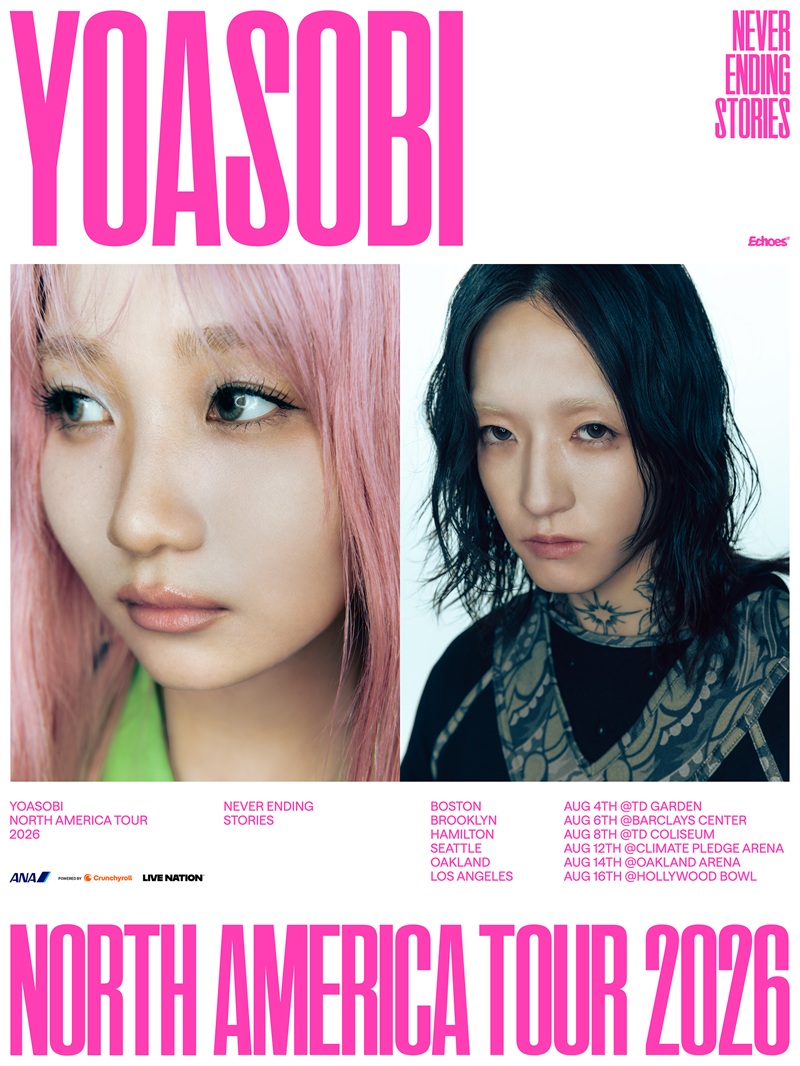 YOASOBI
NEVER
ENDING
STORIES
Echoes
YOASOBI
NORTH AMERICA TOUR
2026
NEVER ENDING
STORIES
BOSTON AUG 4TH @TD GARDEN
BROOKLYN AUG 6TH @BARCLAYS CENTER
HAMILTON AUG 8TH @TD COLISEUM
SEATTLE AUG 12TH @CLIMATE PLEDGE ARENA
OAKLAND AUG 14TH @OAKLAND ARENA
LOS ANGELES AUG 16TH @HOLLYWOOD BOWL
ANA POWERED BY Crunchyroll LIVE NATION
NORTH AMERICA TOUR 2026